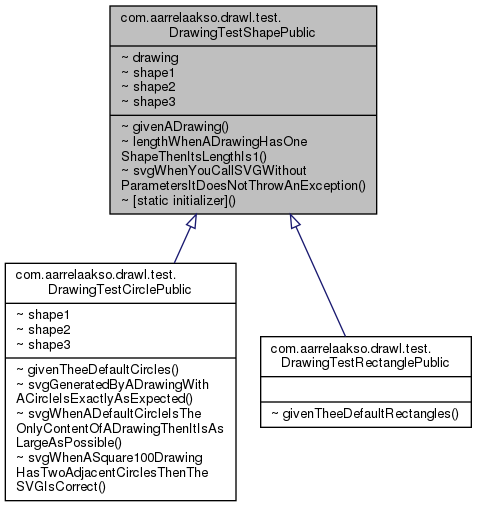 com.aarrelaakso.drawl.test.
DrawingTestShapePublic
~ drawing
~ shape1
~ shape2
~ shape3
~ givenADrawing()
~ lengthWhenADrawingHasOne
ShapeThenItsLengthIs1()
~ svgWhenYouCallSVGWithout
ParametersItDoesNotThrowAnException()
~ [static initializer]()
com.aarrelaakso.drawl.test.
DrawingTestCirclePublic
~ shape1
~ shape2
~ shape3
~ givenTheeDefaultCircles()
~ svgGeneratedByADrawingWith
ACircleIsExactlyAsExpected()
~ svgWhenADefaultCircleIsThe
OnlyContentOfADrawingThenItIsAs
LargeAsPossible()
~ svgWhenASquare100Drawing
HasTwoAdjacentCirclesThenThe
SVGIsCorrect()
com.aarrelaakso.drawl.test.
DrawingTestRectanglePublic
~ givenTheeDefaultRectangles()